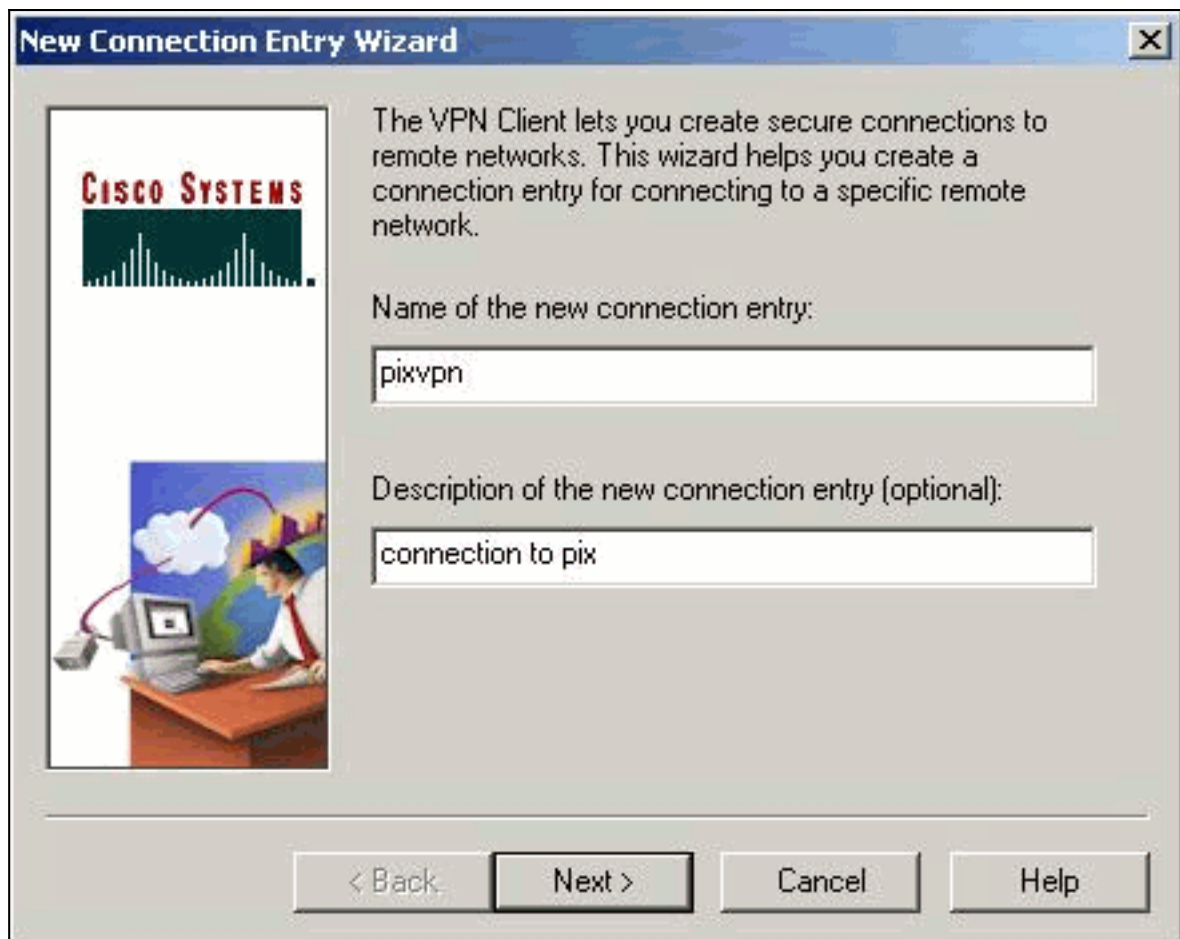 New Connection Entry Wizard
CISCO SYSTEMS
The VPN Client lets you create secure connections to
remote networks. This wizard helps you create a
connection entry for connecting to a specific remote
network.
Name of the new connection entry:
pixvpn
Description of the new connection entry (optional):
connection to pix
< Back
Next >
Cancel
Help